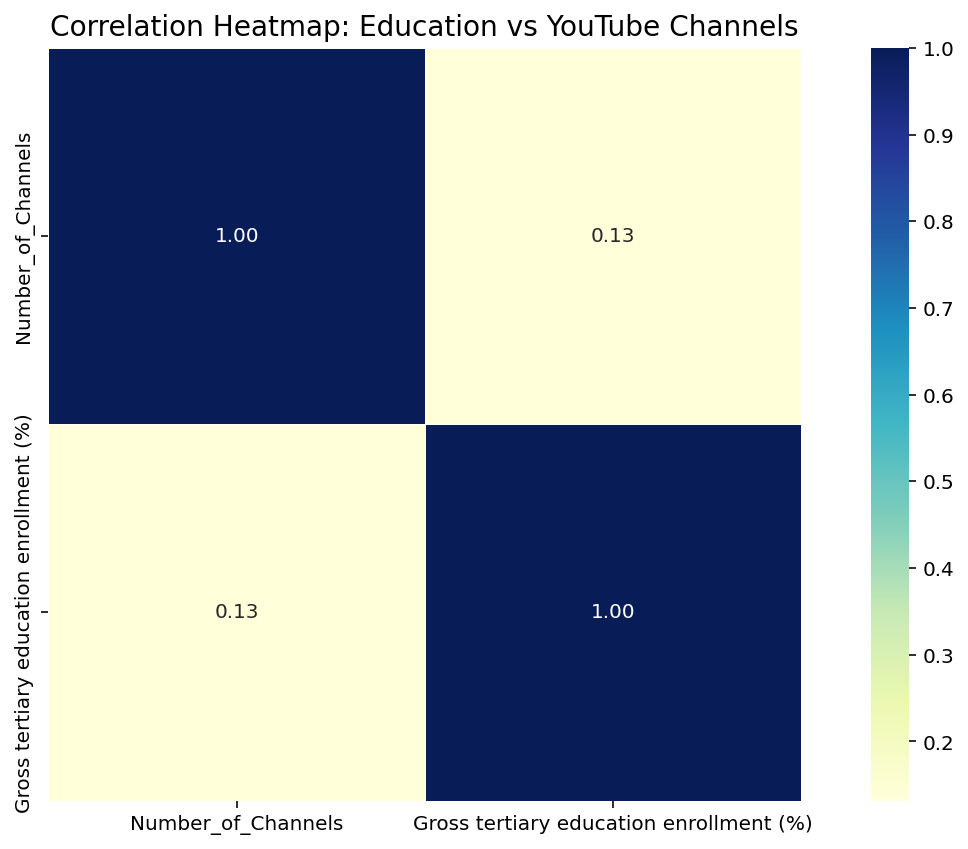 Correlation Heatmap: Education vs YouTube Channels
Number_of_Channels
Gross tertiary education enrollment (%)
1.00
0.13
0.13
1.00
Number_of_Channels
Gross tertiary education enrollment (%)
1.0
0.9
0.8
0.7
0.6
0.5
0.4
0.3
0.2